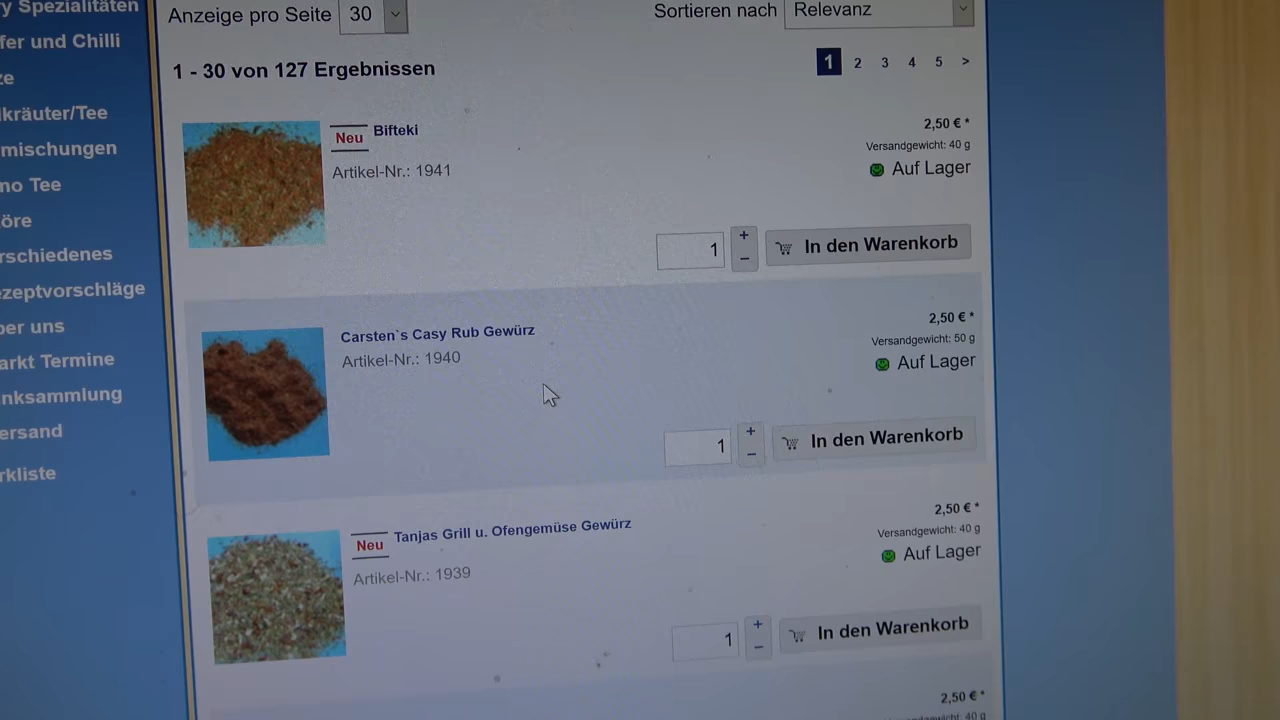 y Spezialitäten
fer und Chilli
ze
lkräuter/Tee
mischungen
no Tee
öre
rschiedenes
ezeptvorschläge
ber uns
arkt Termine
nksammlung
ersand
rkliste
Anzeige pro Seite 30
Sortieren nach Relevanz
1 - 30 von 127 Ergebnissen
1 2 3 4 5 >
Neu Bifteki
Artikel-Nr.: 1941
2,50 € *
Versandgewicht: 40 g
Auf Lager
1 + −
In den Warenkorb
Carsten`s Casy Rub Gewürz
Artikel-Nr.: 1940
2,50 € *
Versandgewicht: 50 g
Auf Lager
1 + −
In den Warenkorb
Neu Tanjas Grill u. Ofengemüse Gewürz
Artikel-Nr.: 1939
2,50 € *
Versandgewicht: 40 g
Auf Lager
1 + −
In den Warenkorb
2,50 € *
Versandgewicht: 40 g